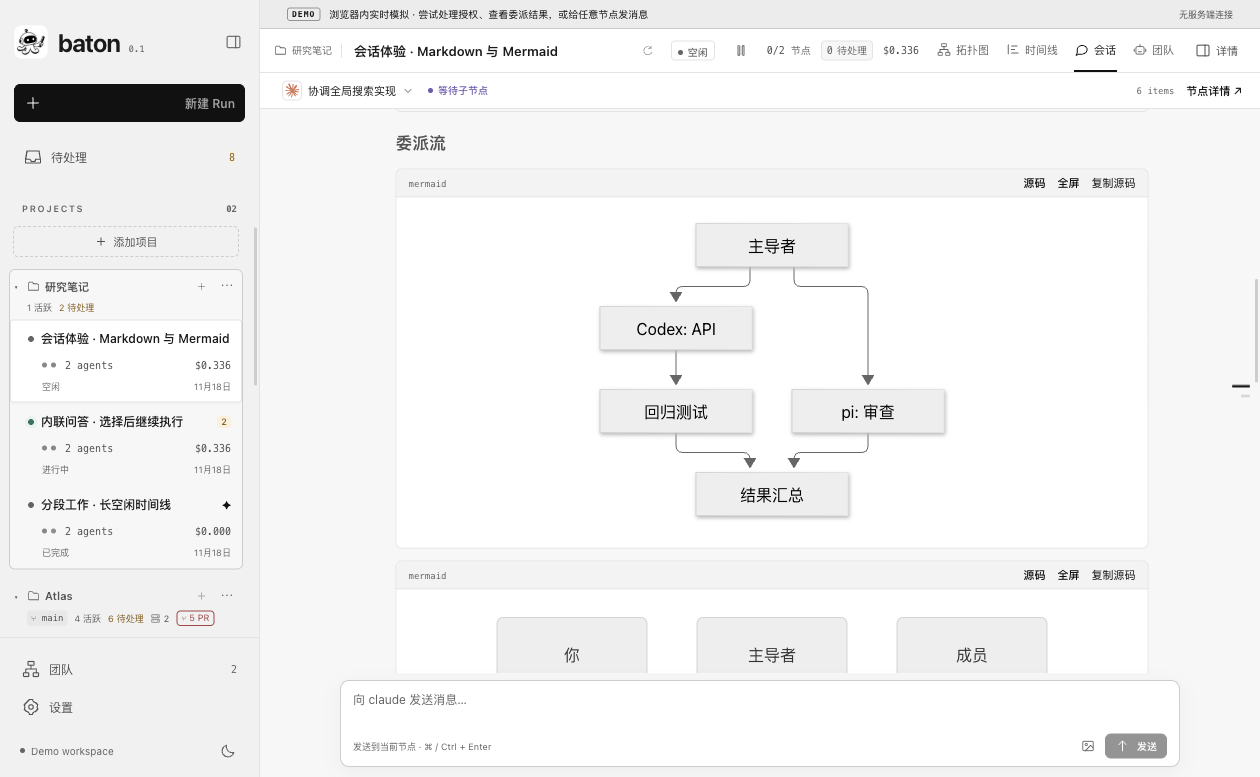 DEMO 浏览器内实时模拟 · 尝试处理授权、查看委派结果，或给任意节点发消息 无服务端连接
baton 0.1
新建 Run
待处理 8
PROJECTS 02
添加项目
研究笔记
1 活跃 2 待处理
会话体验 · Markdown 与 Mermaid
2 agents $0.336
空闲 11月18日
内联问答 · 选择后继续执行 2
2 agents $0.336
进行中 11月18日
分段工作 · 长空闲时间线
2 agents $0.000
已完成 11月18日
Atlas
main 4 活跃 6 待处理 2 5 PR
团队 2
设置
Demo workspace
研究笔记 会话体验 · Markdown 与 Mermaid 空闲 0/2 节点 0 待处理 $0.336 拓扑图 时间线 会话 团队 详情
协调全局搜索实现 等待子节点 6 items 节点详情
委派流
mermaid 源码 全屏 复制源码
主导者
Codex: API
回归测试 pi: 审查
结果汇总
mermaid 源码 全屏 复制源码
你 主导者 成员
向 claude 发送消息...
发送到当前节点 · ⌘ / Ctrl + Enter 发送